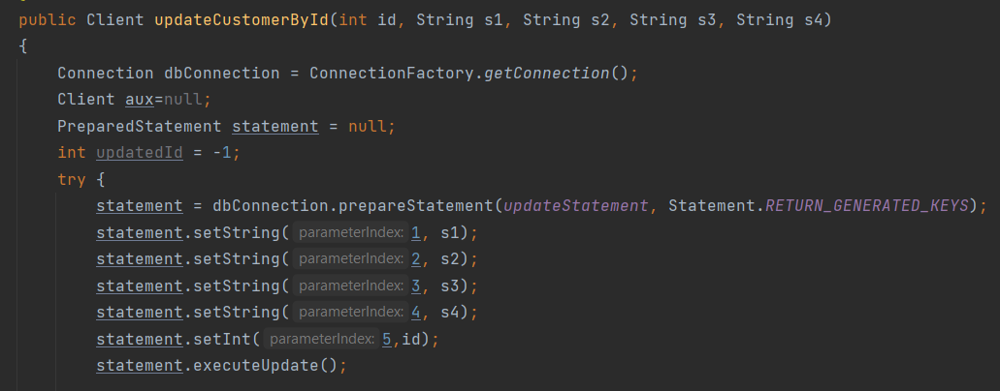 public Client updateCustomerById(int id, String s1, String s2, String s3, String s4)
{
Connection dbConnection = ConnectionFactory.getConnection();
Client aux=null;
PreparedStatement statement = null;
int updatedId = -1;
try {
statement = dbConnection.prepareStatement(updateStatement, Statement.RETURN_GENERATED_KEYS);
statement.setString( parameterIndex: 1, s1);
statement.setString( parameterIndex: 2, s2);
statement.setString( parameterIndex: 3, s3);
statement.setString( parameterIndex: 4, s4);
statement.setInt( parameterIndex: 5,id);
statement.executeUpdate();